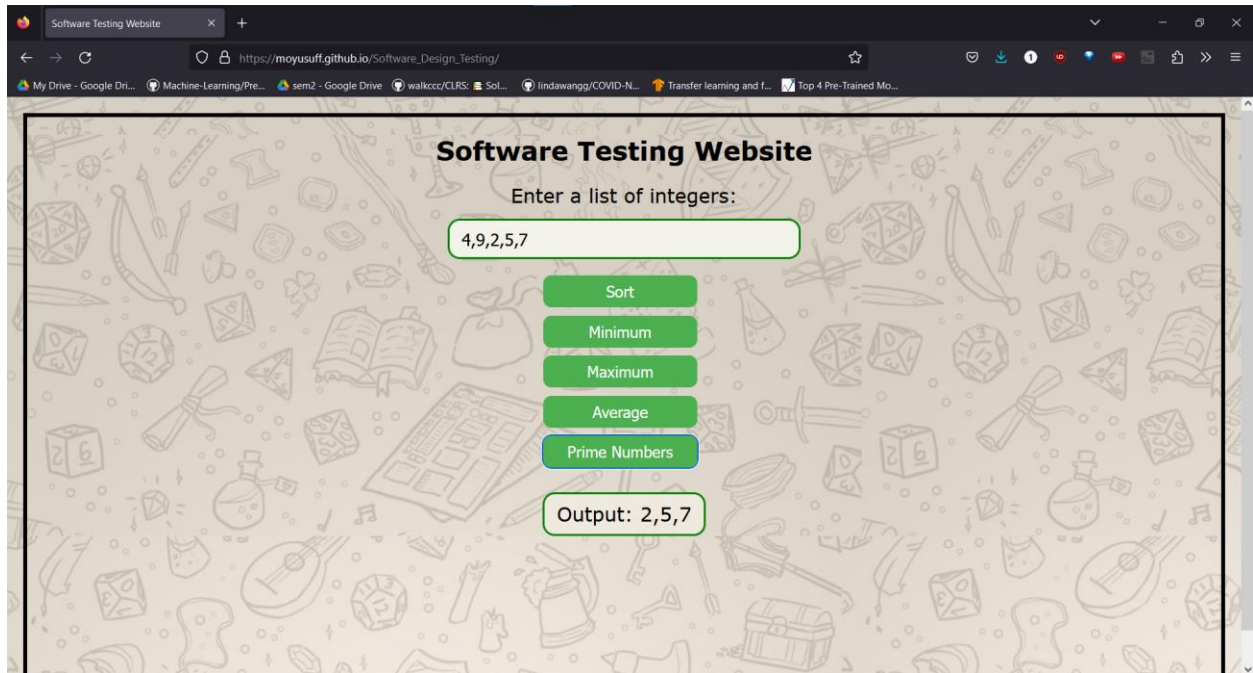 Software Testing Website
https://moyusuff.github.io/Software_Design_Testing/
My Drive - Google Dri... Machine-Learning/Pre... sem2 - Google Drive walkccc/CLRS: 📚 Sol... lindawangg/COVID-N... Transfer learning and f... Top 4 Pre-Trained Mo...
Software Testing Website
Enter a list of integers:
4,9,2,5,7
Sort
Minimum
Maximum
Average
Prime Numbers
Output: 2,5,7